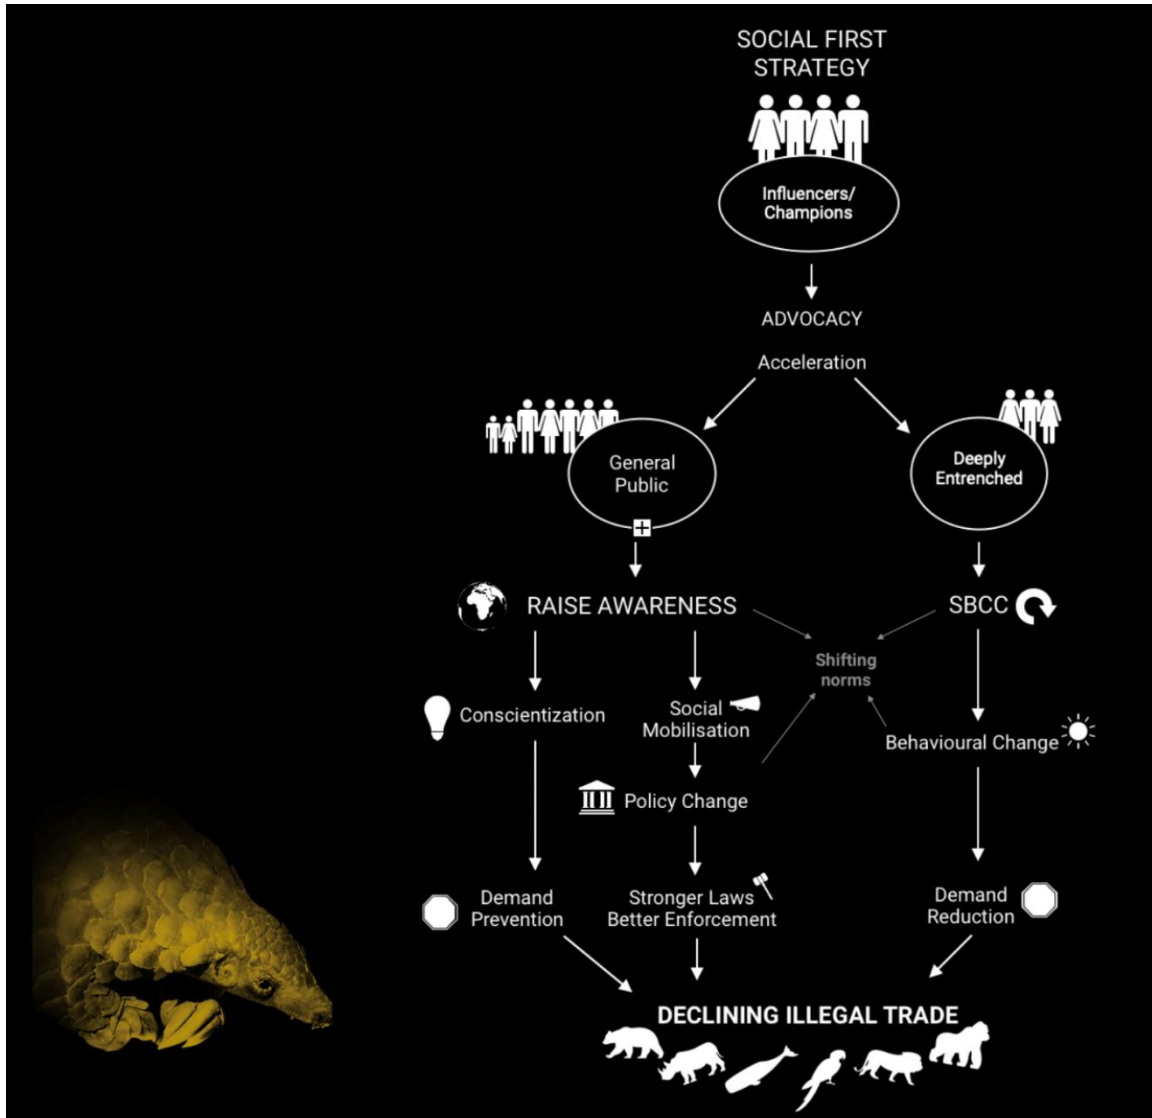 SOCIAL FIRST
STRATEGY
Influencers/
Champions
ADVOCACY
Acceleration
General
Public
Deeply
Entrenched
RAISE AWARENESS
SBCC
Shifting
norms
Conscientization
Social
Mobilisation
Behavioural Change
Policy Change
Demand
Prevention
Stronger Laws
Better Enforcement
Demand
Reduction
DECLINING ILLEGAL TRADE